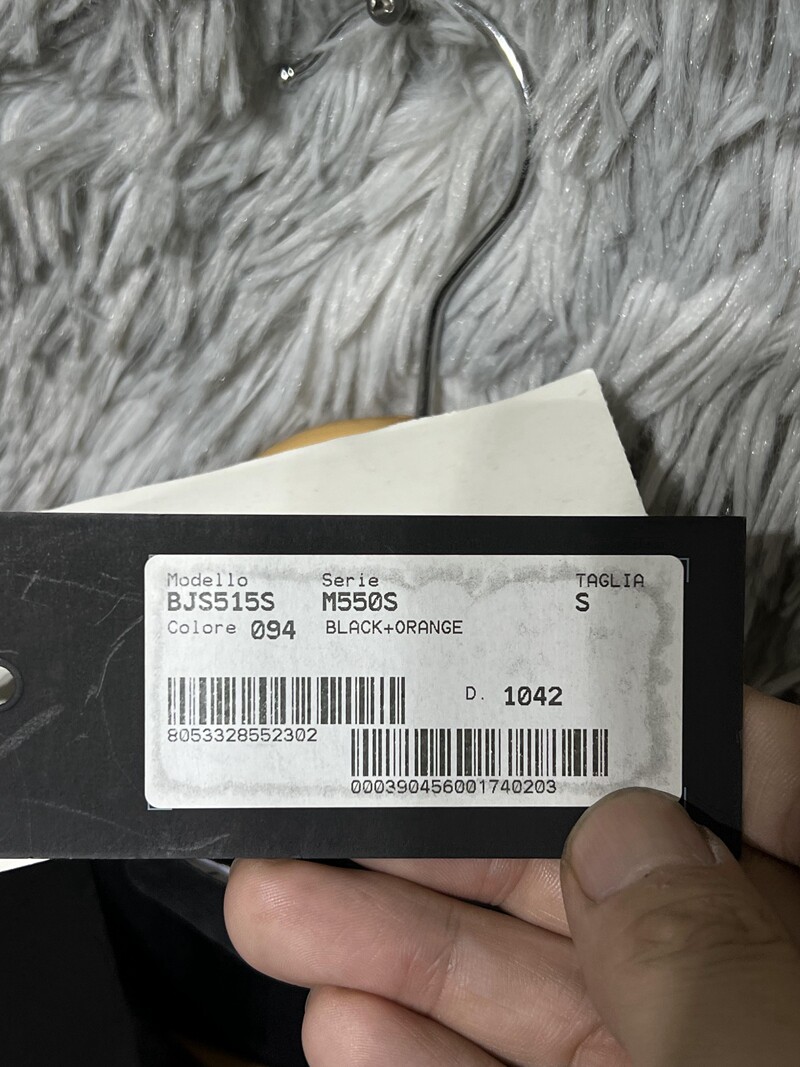 Modello Serie TAGLIA
BJS515S M550S S
Colore 094 BLACK+ORANGE
D. 1042
8053328552302
000390456001740203